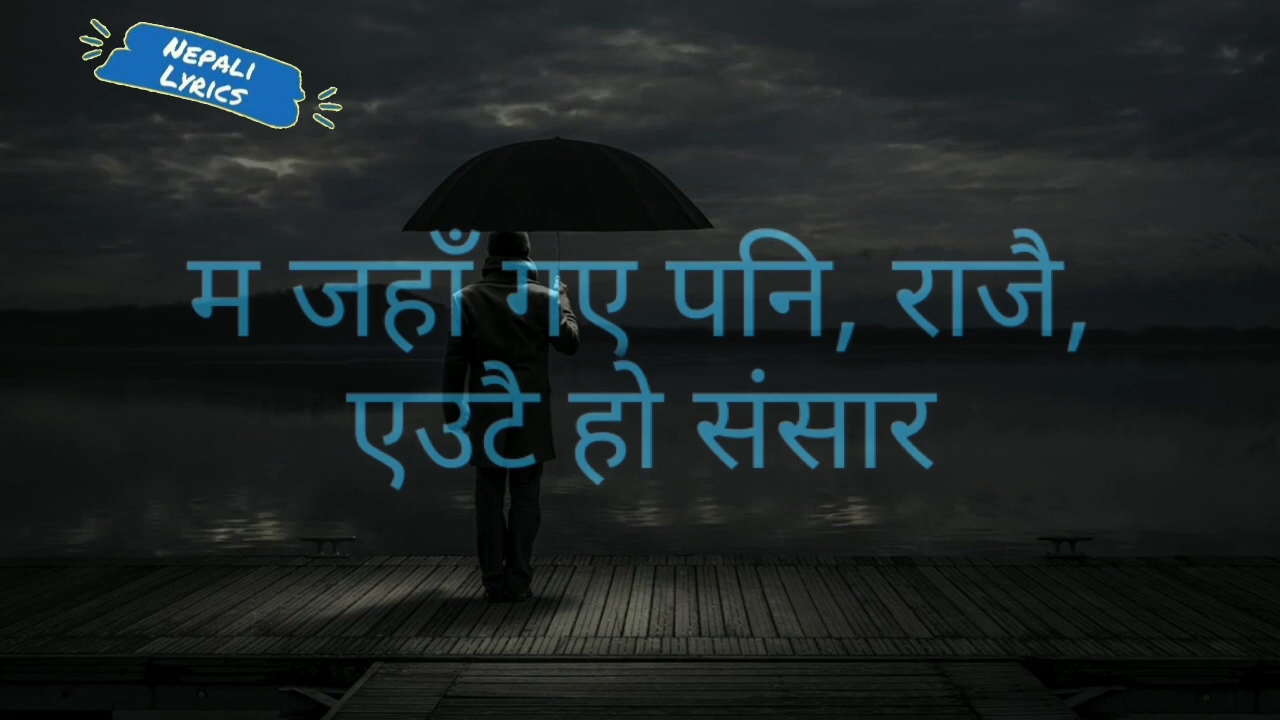 NEPALI
LYRICS
म जहाँ गए पनि, राजै,
एउटै हो संसार